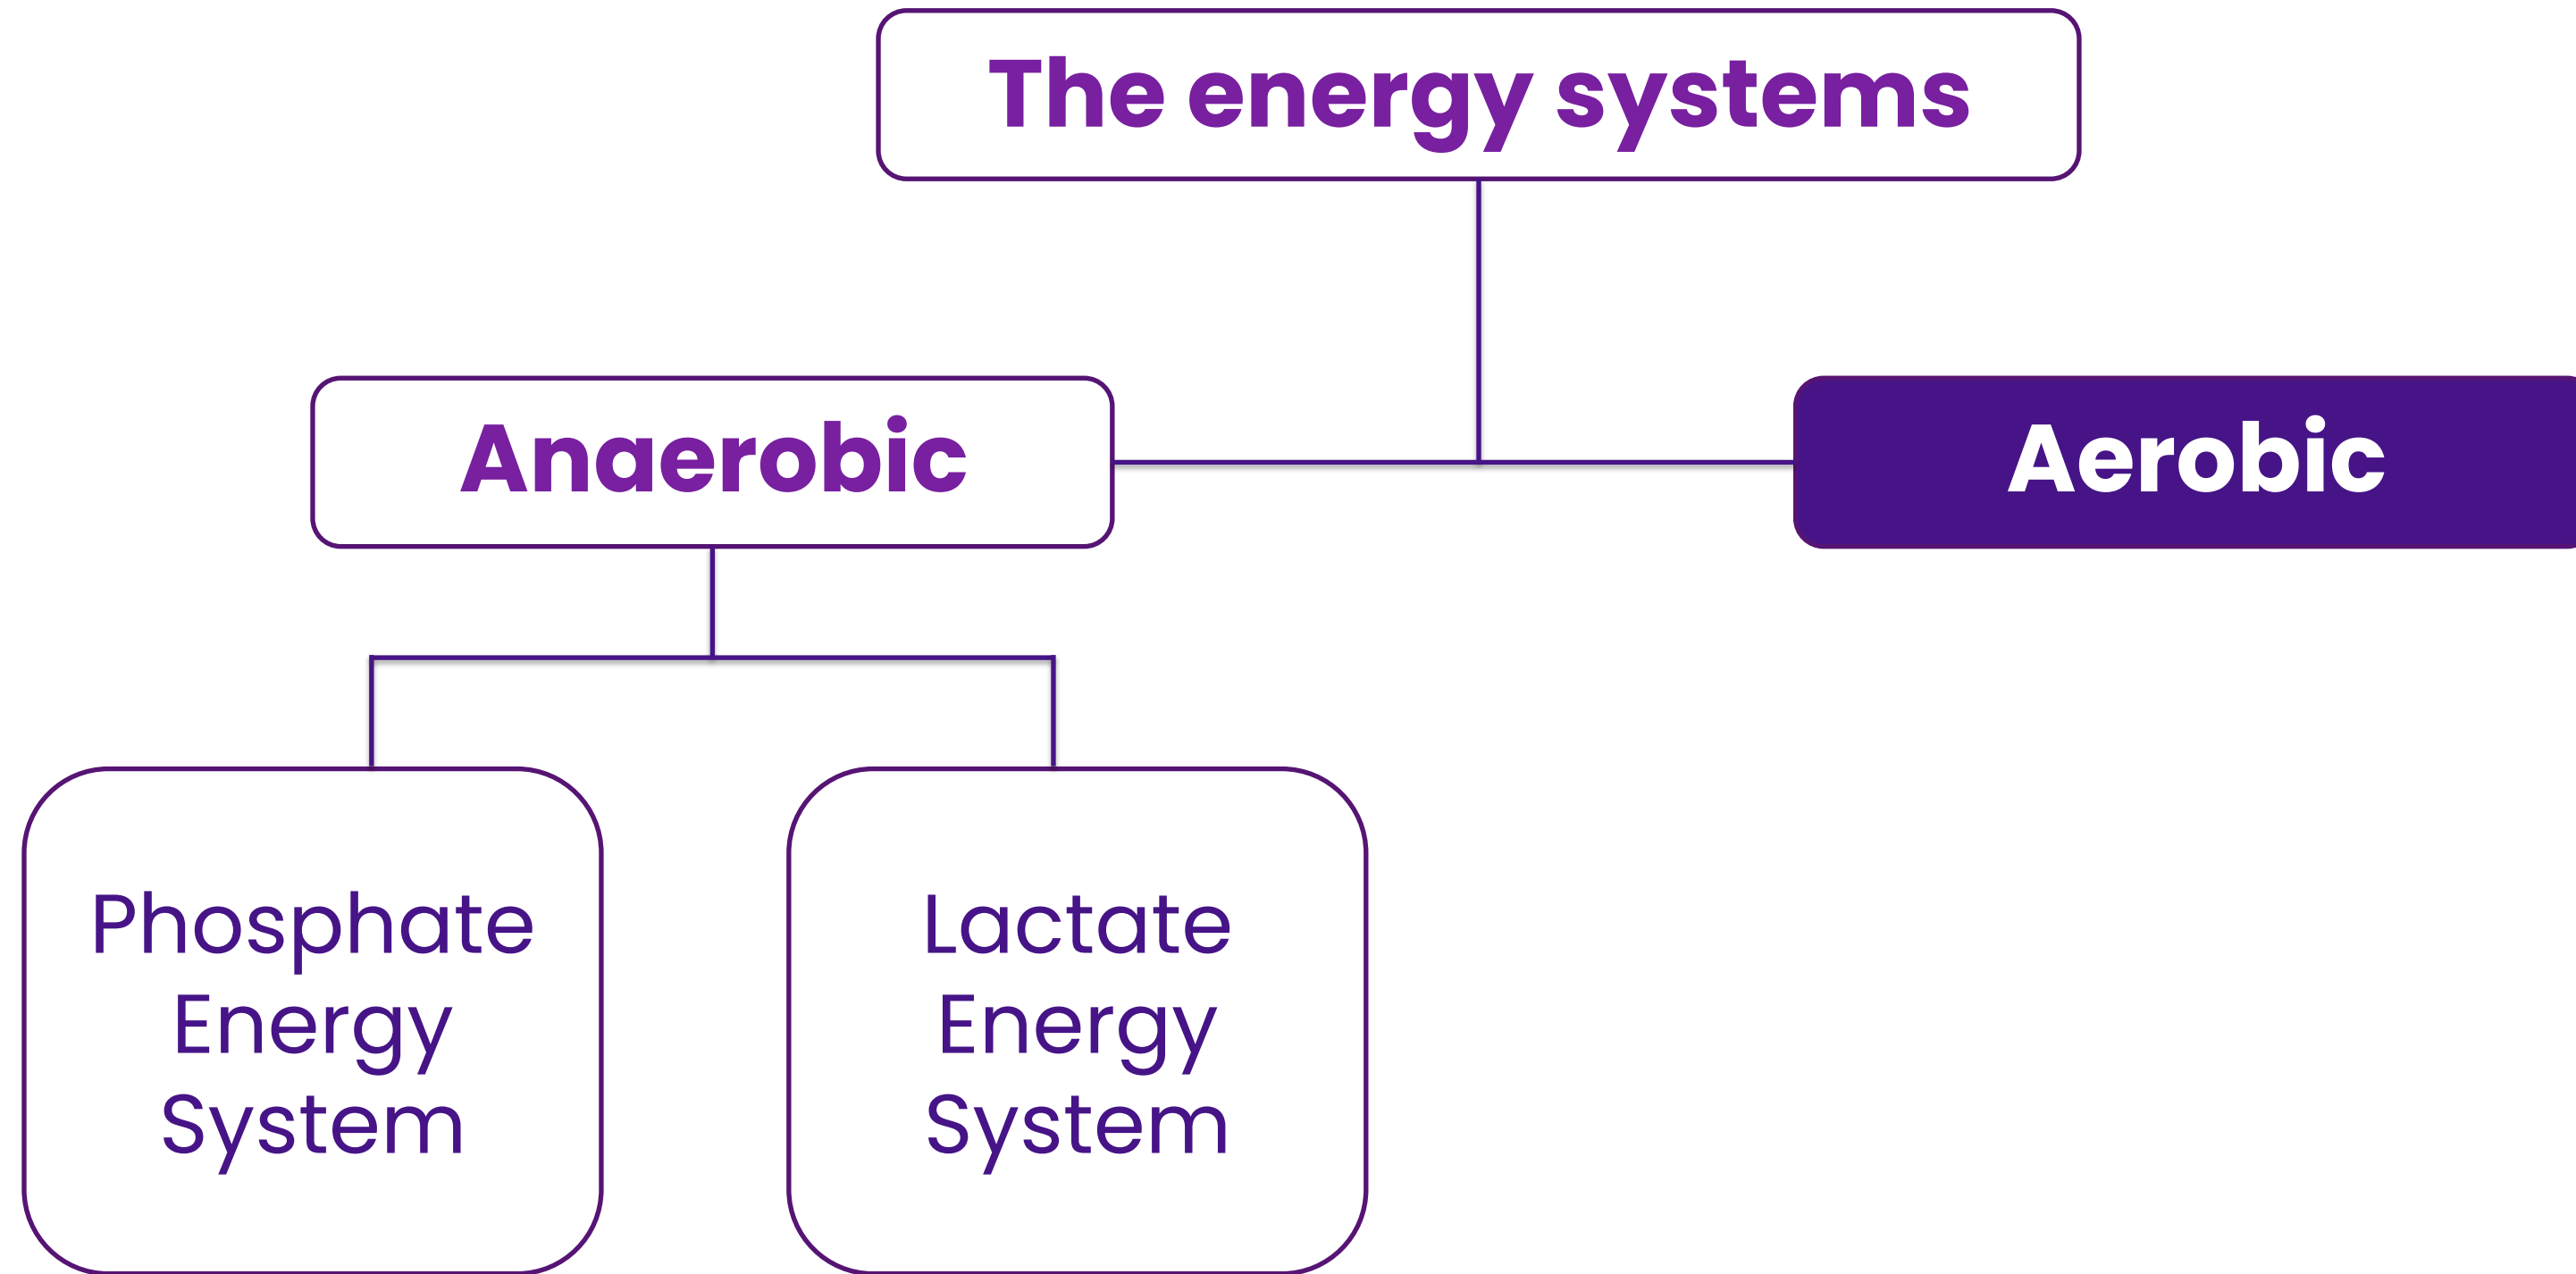 The energy systems
Anaerobic
Aerobic
Phosphate
Energy
System
Lactate
Energy
System